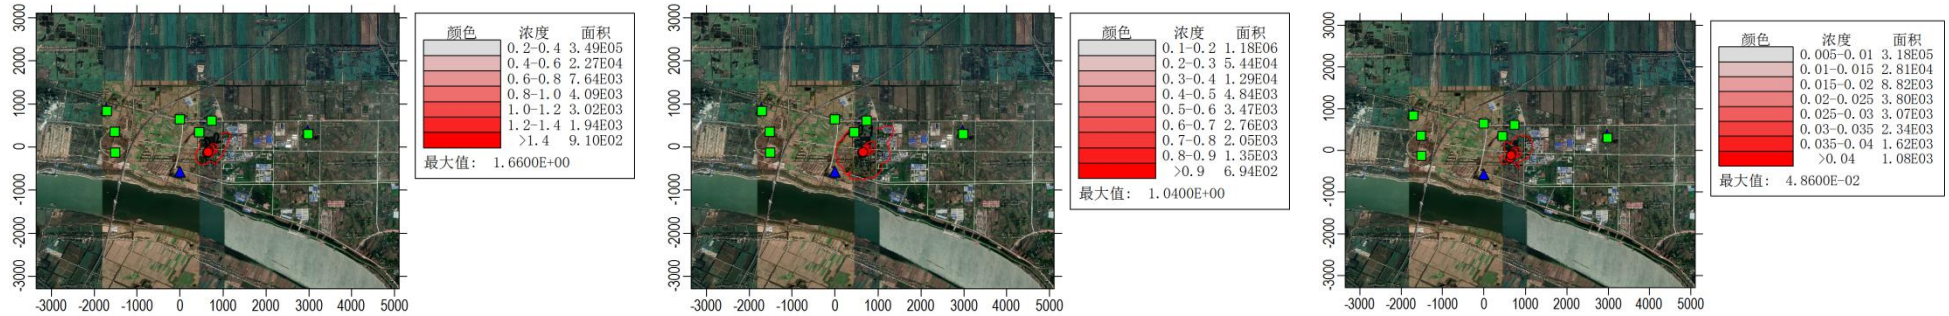 3000
2000
1000
0
-1000
-2000
-3000
-3000 -2000 -1000 0 1000 2000 3000 4000 5000
颜色 浓度 面积
0.2-0.4 3.49E05
0.4-0.6 2.27E04
0.6-0.8 7.64E03
0.8-1.0 4.09E03
1.0-1.2 3.02E03
1.2-1.4 1.94E03
>1.4 9.10E02
最大值: 1.6600E+00
3000
2000
1000
0
-1000
-2000
-3000
-3000 -2000 -1000 0 1000 2000 3000 4000 5000
颜色 浓度 面积
0.1-0.2 1.18E06
0.2-0.3 5.44E04
0.3-0.4 1.29E04
0.4-0.5 4.84E03
0.5-0.6 3.47E03
0.6-0.7 2.76E03
0.7-0.8 2.05E03
0.8-0.9 1.35E03
>0.9 6.94E02
最大值: 1.0400E+00
3000
2000
1000
0
-1000
-2000
-3000
-3000 -2000 -1000 0 1000 2000 3000 4000 5000
颜色 浓度 面积
0.005-0.01 3.18E05
0.01-0.015 2.81E04
0.015-0.02 8.82E03
0.02-0.025 3.80E03
0.025-0.03 3.07E03
0.03-0.035 2.34E03
0.035-0.04 1.62E03
>0.04 1.08E03
最大值: 4.8600E-02